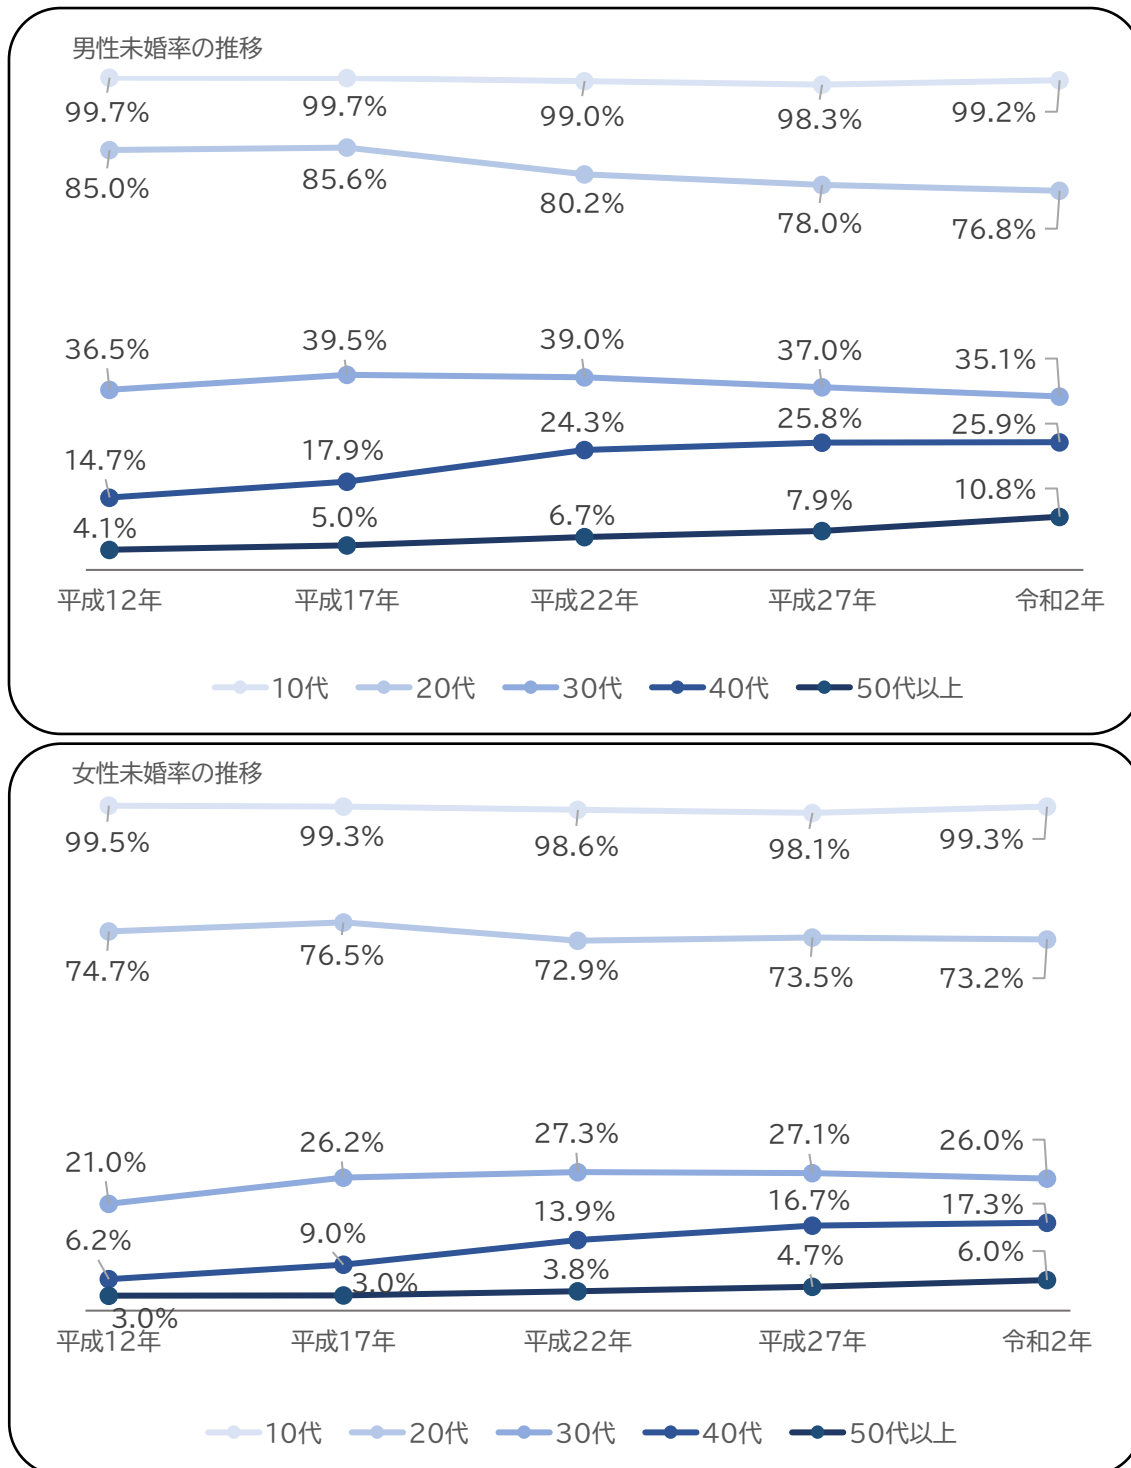 男性未婚率の推移
99.7% 99.7% 99.0% 98.3% 99.2%
85.0% 85.6% 80.2% 78.0% 76.8%
36.5% 39.5% 39.0% 37.0% 35.1%
14.7% 17.9% 24.3% 25.8% 25.9%
4.1% 5.0% 6.7% 7.9% 10.8%
平成12年 平成17年 平成22年 平成27年 令和2年
10代 20代 30代 40代 50代以上
女性未婚率の推移
99.5% 99.3% 98.6% 98.1% 99.3%
74.7% 76.5% 72.9% 73.5% 73.2%
21.0% 26.2% 27.3% 27.1% 26.0%
6.2% 9.0% 13.9% 16.7% 17.3%
3.0% 3.0% 3.8% 4.7% 6.0%
平成12年 平成17年 平成22年 平成27年 令和2年
10代 20代 30代 40代 50代以上